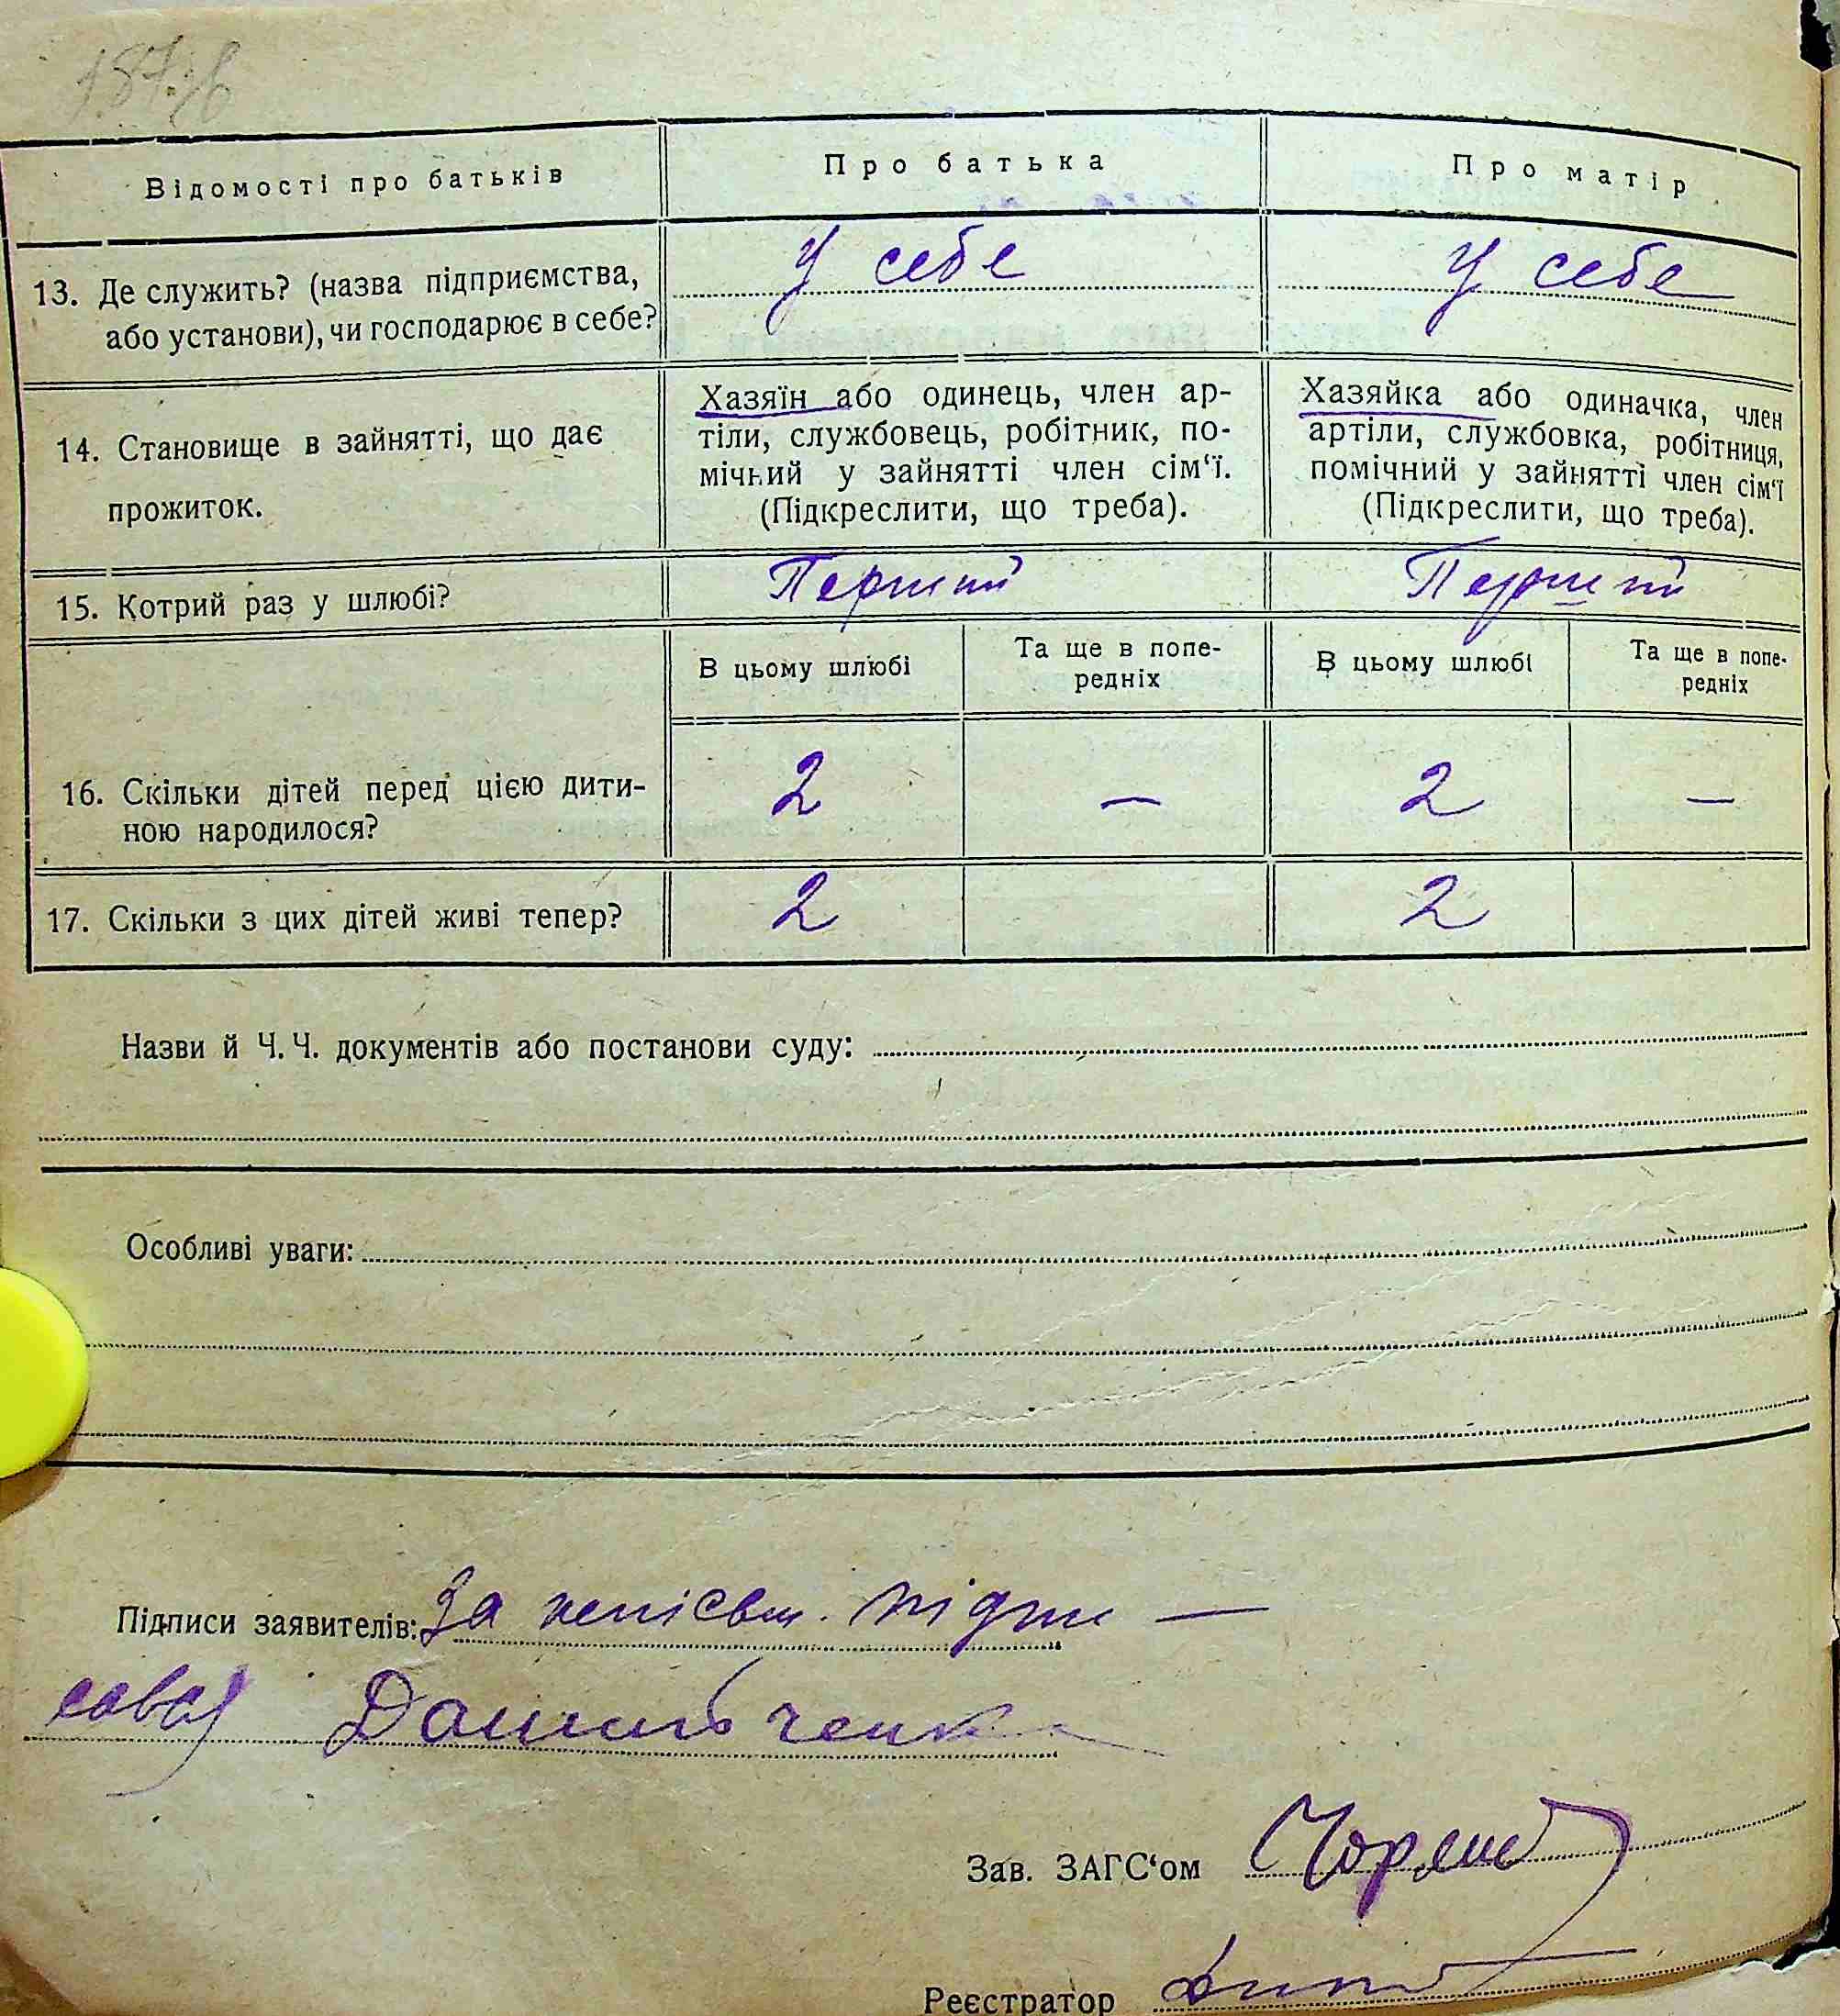 Відомості про батьків
Про батька
Про матір
13. Де служить? (назва підприємства,
або установи), чи господарює в себе?
У себе
У себе
14. Становище в зайнятті, що дає
прожиток.
Хазяїн або одинець, член ар-
тіли, службовець, робітник, по-
мічний у зайнятті член сім‘ї.
(Підкреслити, що треба).
Хазяйка або одиначка, член
артіли, службовка, робітниця,
помічний у зайнятті член сім‘ї
(Підкреслити, що треба).
15. Котрий раз у шлюбі?
Перший
Перший
В цьому шлюбі
Та ще в попе-
редніх
В цьому шлюбі
Та ще в попе-
редніх
16. Скільки дітей перед цією дити-
ною народилося?
2
—
2
—
17. Скільки з цих дітей живі тепер?
2
2
Назви й Ч. Ч. документів або постанови суду:
Особливі уваги:
Підписи заявителів: За неписьм. підпи —
сався
Зав. ЗАГС‘ом
Реєстратор